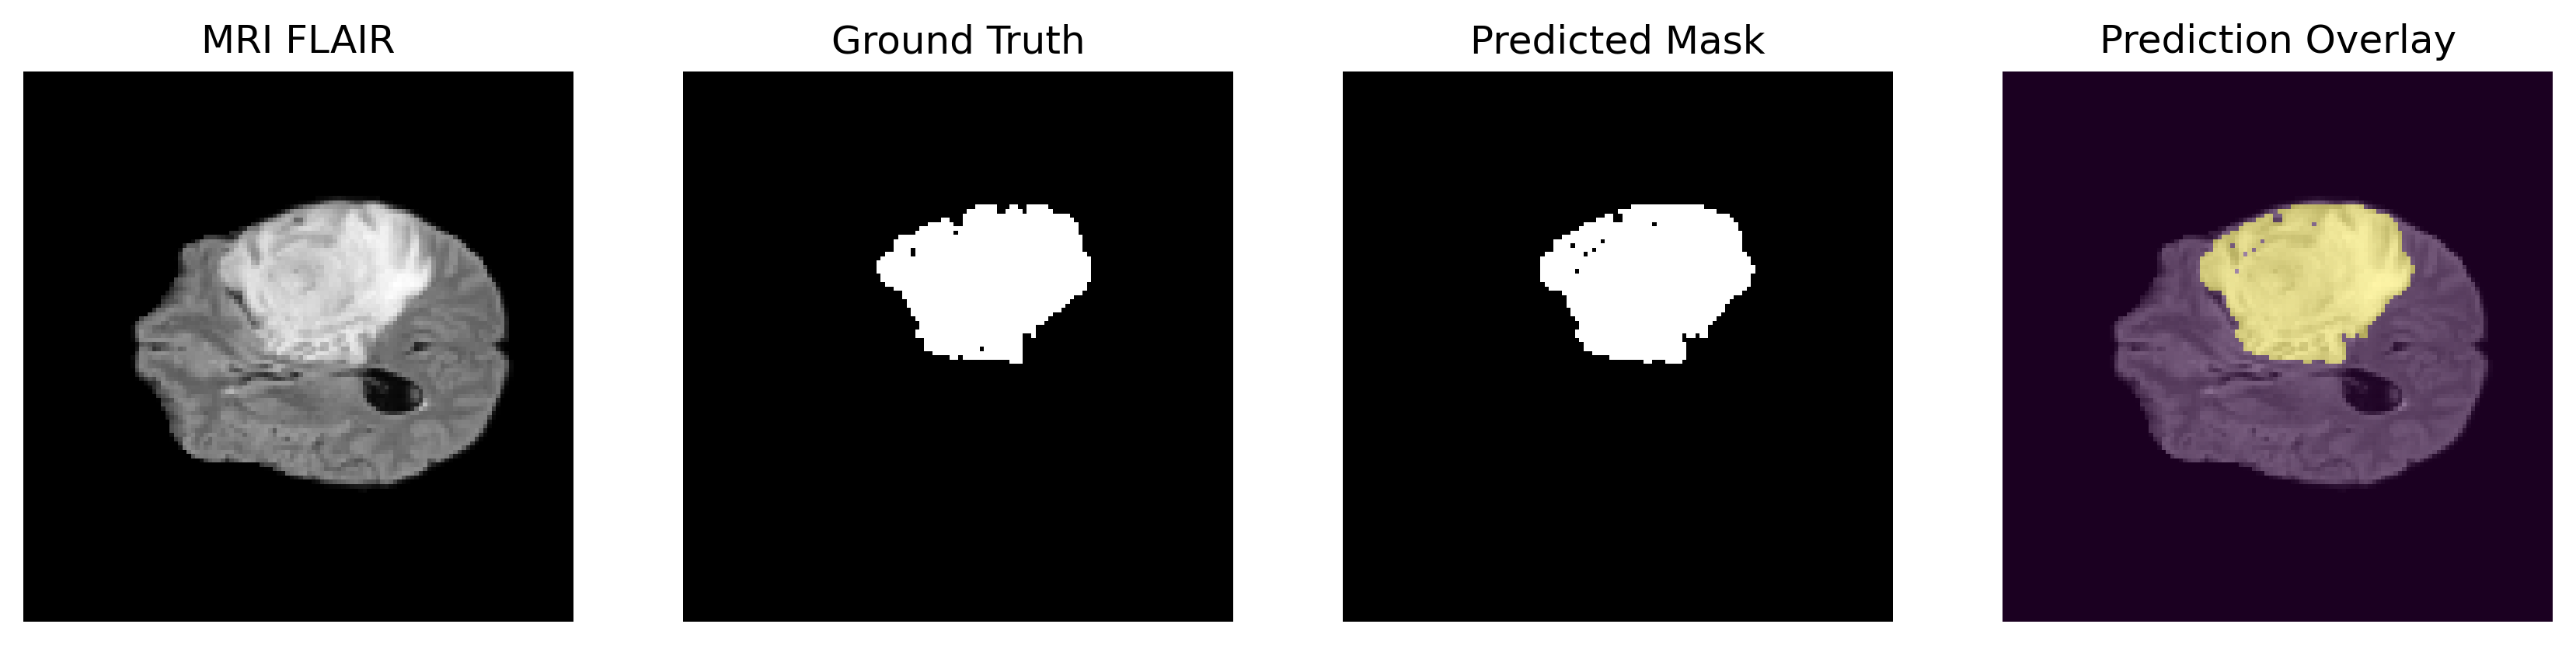 MRI FLAIR
Ground Truth
Predicted Mask
Prediction Overlay